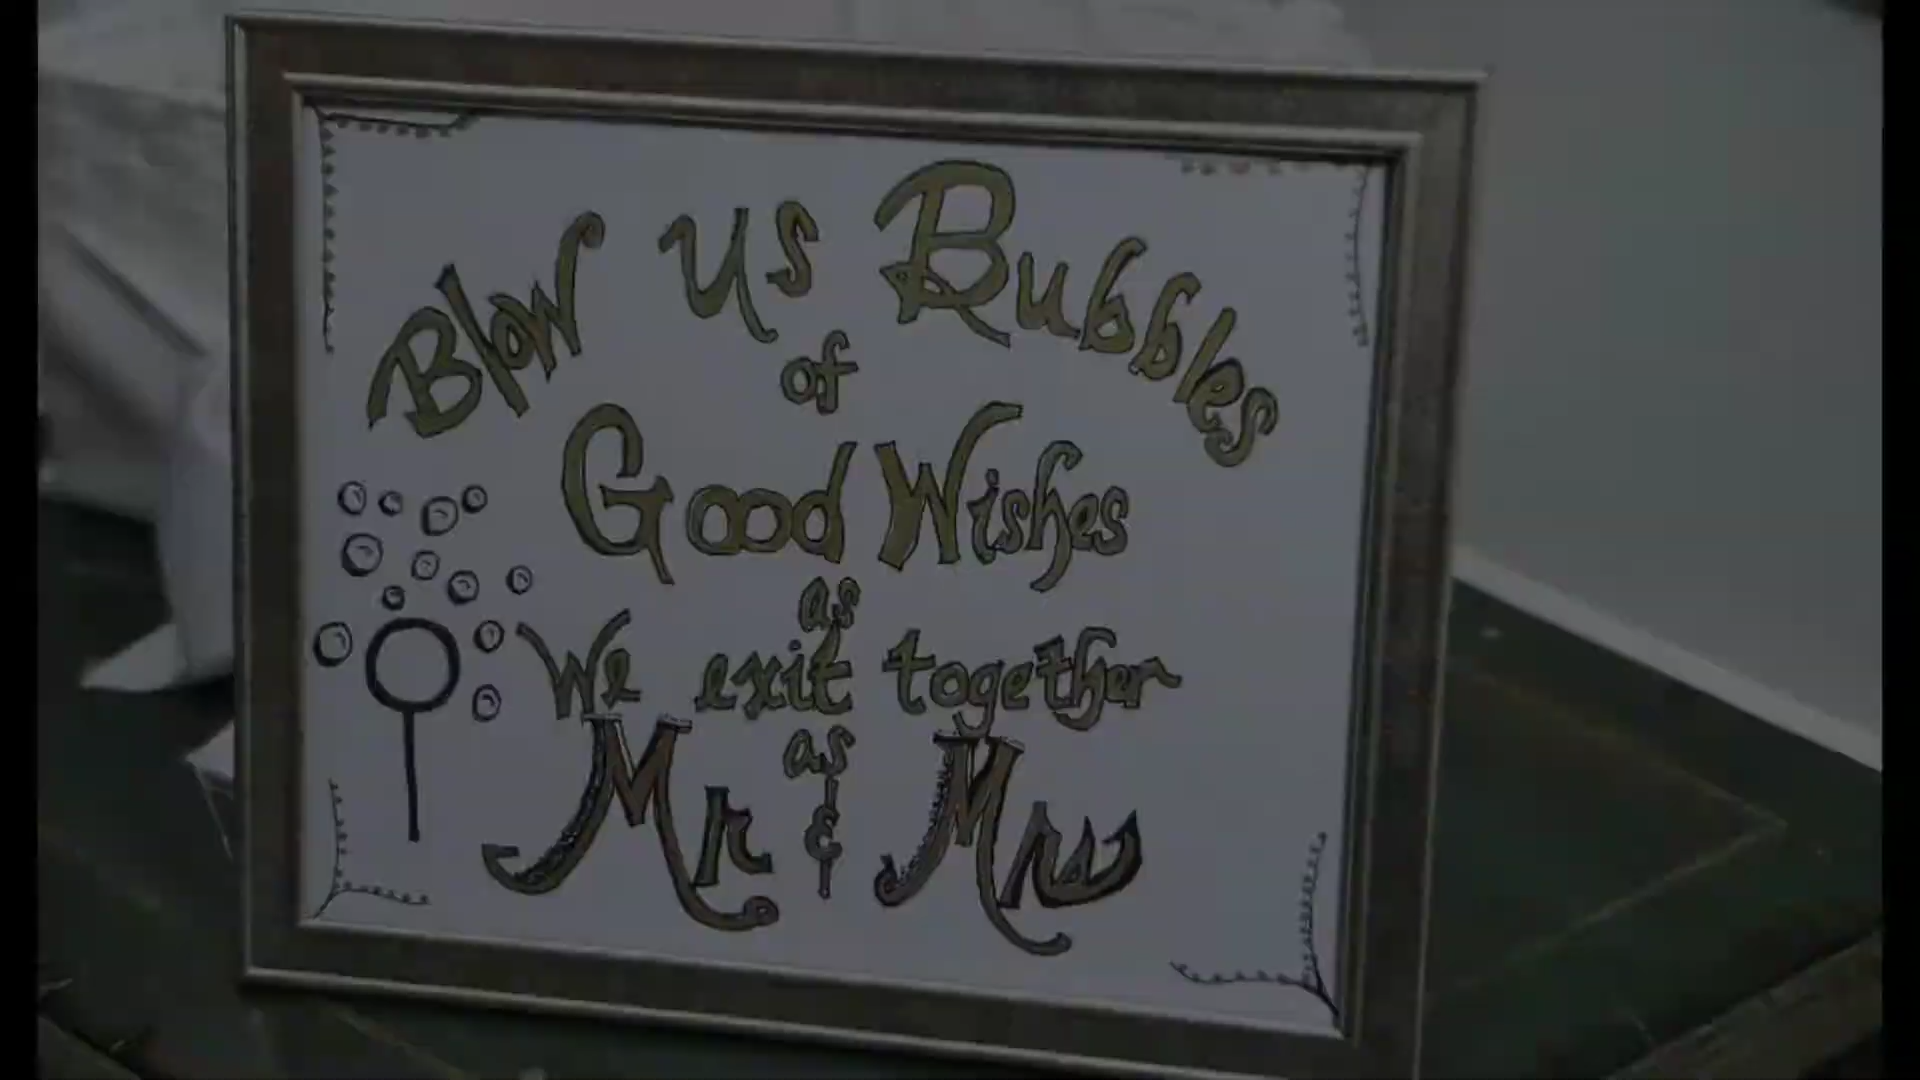 Blow us Bubbles
of
Good Wishes
as
We exit together
as
Mr & Mrs